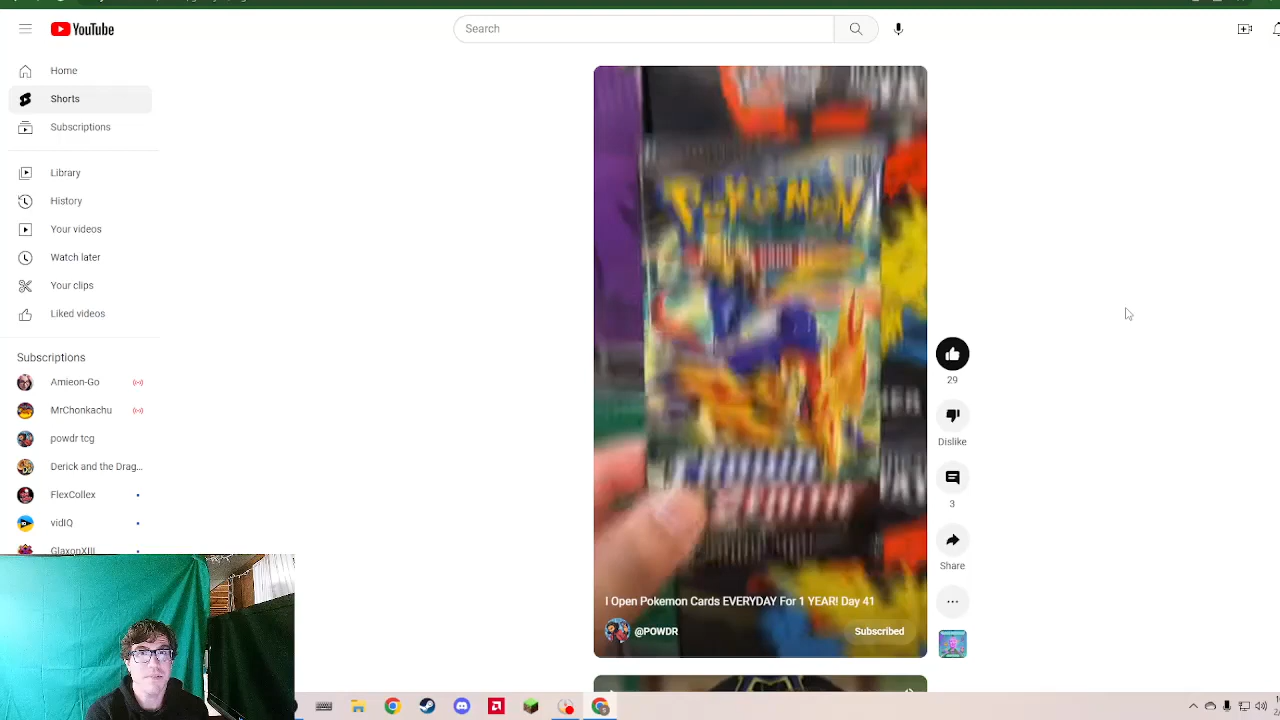 YouTube
Search
Home
Shorts
Subscriptions
Library
History
Your videos
Watch later
Your clips
Liked videos
Subscriptions
Amieon-Go
MrChonkachu
powdr tcg
Derick and the Drag...
FlexCollex
vidIQ
GlaxopXIII
POKéMON
29
Dislike
3
Share
I Open Pokemon Cards EVERYDAY For 1 YEAR! Day 41
@POWDR
Subscribed